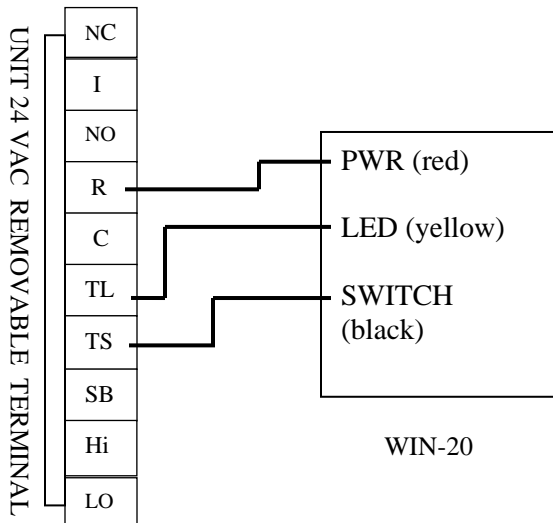 UNIT 24 VAC REMOVABLE TERMINAL
NC
I
NO
R
C
TL
TS
SB
Hi
LO
PWR (red)
LED (yellow)
SWITCH
(black)
WIN-20